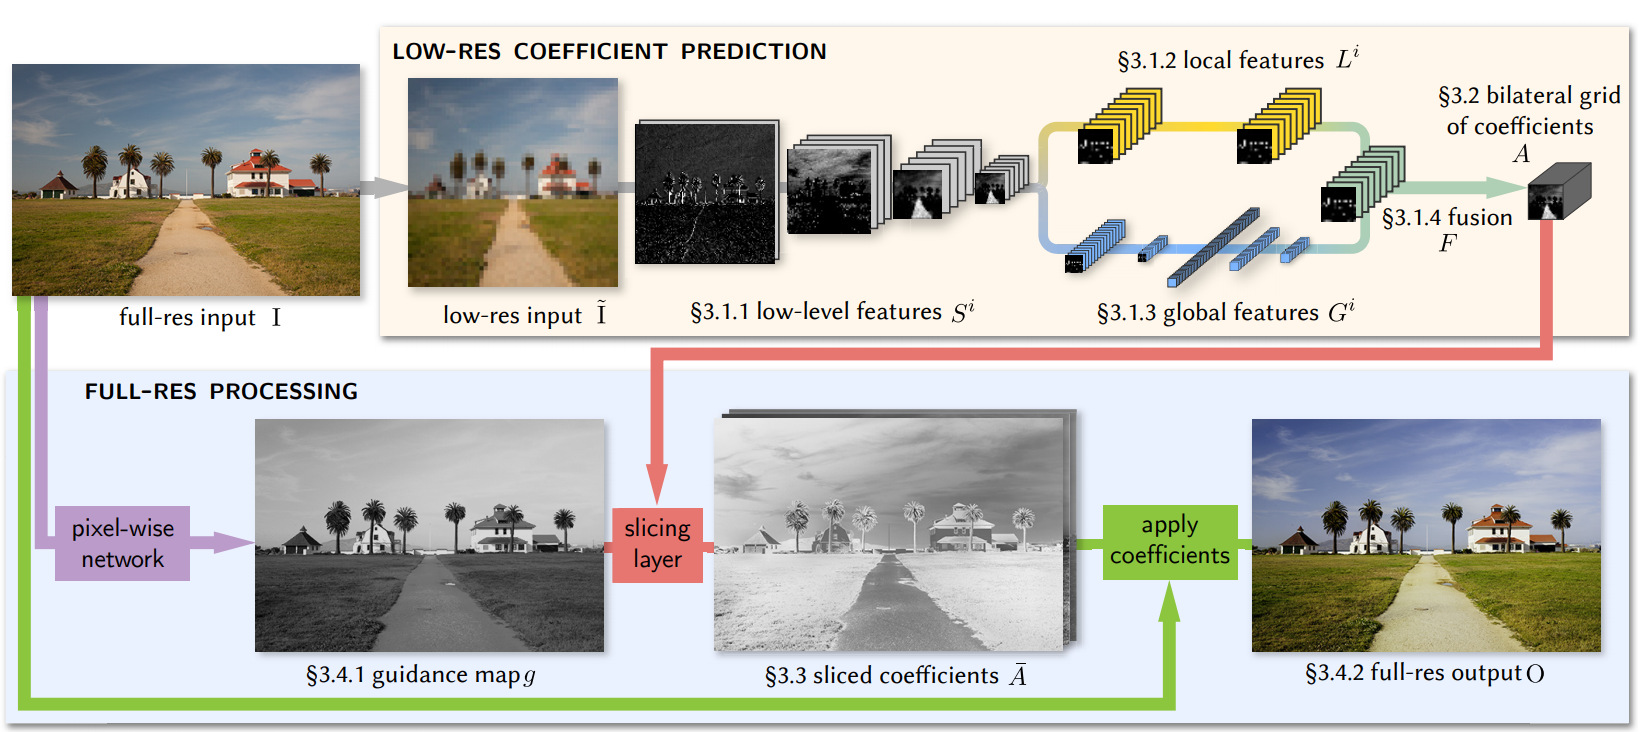 LOW-RES COEFFICIENT PREDICTION
full-res input I
low-res input Ĩ
§3.1.1 low-level features Sⁱ
§3.1.2 local features Lⁱ
§3.1.3 global features Gⁱ
§3.1.4 fusion
F
§3.2 bilateral grid
of coefficients
A
FULL-RES PROCESSING
pixel-wise
network
§3.4.1 guidance map g
slicing
layer
§3.3 sliced coefficients Ā
apply
coefficients
§3.4.2 full-res output O